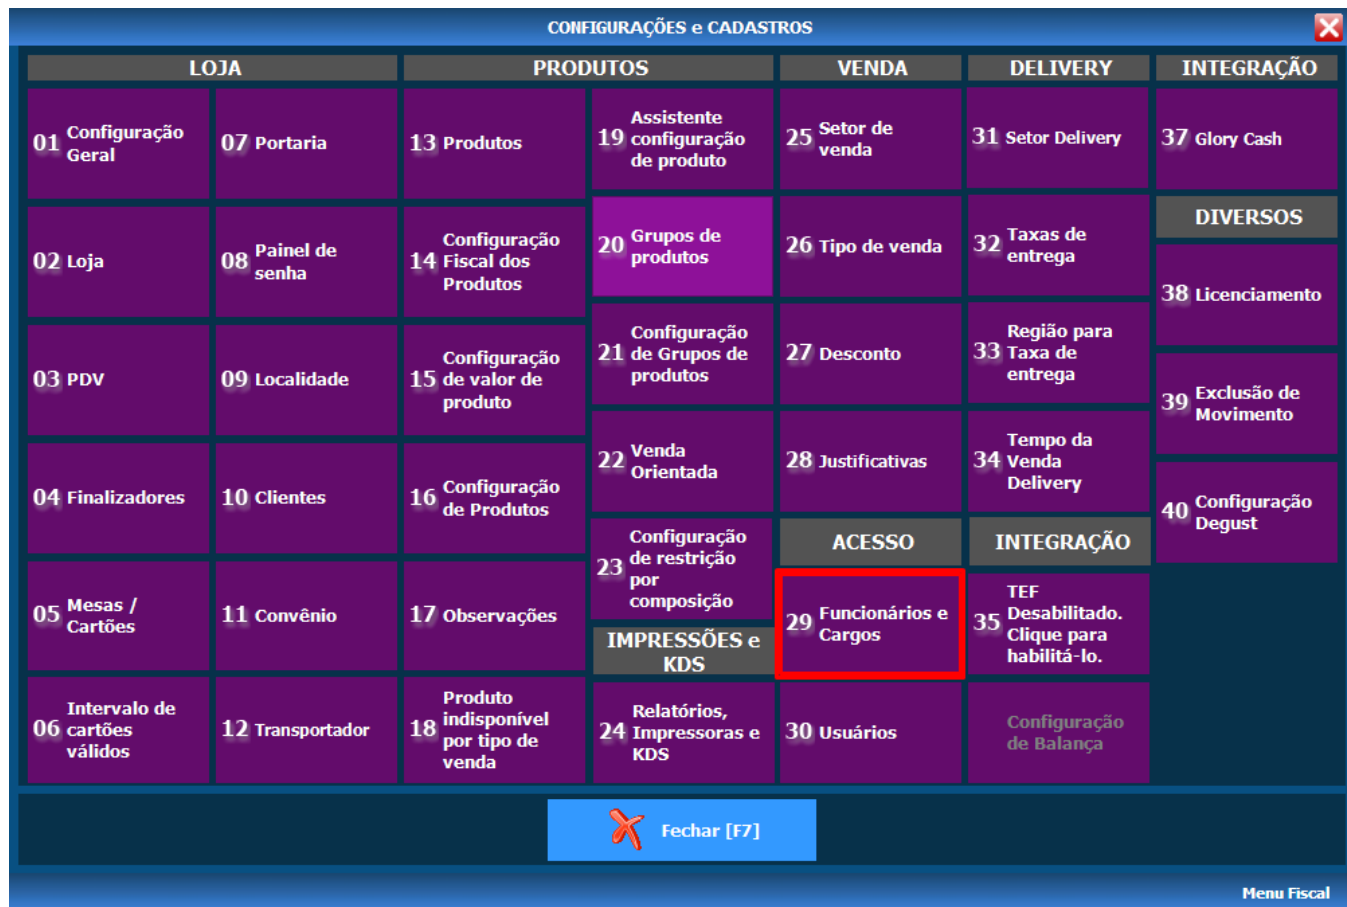 CONFIGURAÇÕES e CADASTROS
LOJA
01 Configuração
Geral
02 Loja
03 PDV
04 Finalizadores
05 Mesas /
Cartões
06 Intervalo de
cartões
válidos
07 Portaria
08 Painel de
senha
09 Localidade
10 Clientes
11 Convênio
12 Transportador
PRODUTOS
13 Produtos
14 Configuração
Fiscal dos
Produtos
15 Configuração
de valor de
produto
16 Configuração
de Produtos
17 Observações
18 Produto
indisponível
por tipo de
venda
19 Assistente
configuração
de produto
20 Grupos de
produtos
21 Configuração
de Grupos de
produtos
22 Venda
Orientada
23 Configuração
de restrição
por
composição
IMPRESSÕES e
KDS
24 Relatórios,
Impressoras e
KDS
VENDA
25 Setor de
venda
26 Tipo de venda
27 Desconto
28 Justificativas
ACESSO
29 Funcionários e
Cargos
30 Usuários
DELIVERY
31 Setor Delivery
32 Taxas de
entrega
33 Região para
Taxa de
entrega
34 Tempo da
Venda
Delivery
INTEGRAÇÃO
35 TEF
Desabilitado.
Clique para
habilitá-lo.
Configuração
de Balança
INTEGRAÇÃO
37 Glory Cash
DIVERSOS
38 Licenciamento
39 Exclusão de
Movimento
40 Configuração
Degust
Fechar [F7]
Menu Fiscal